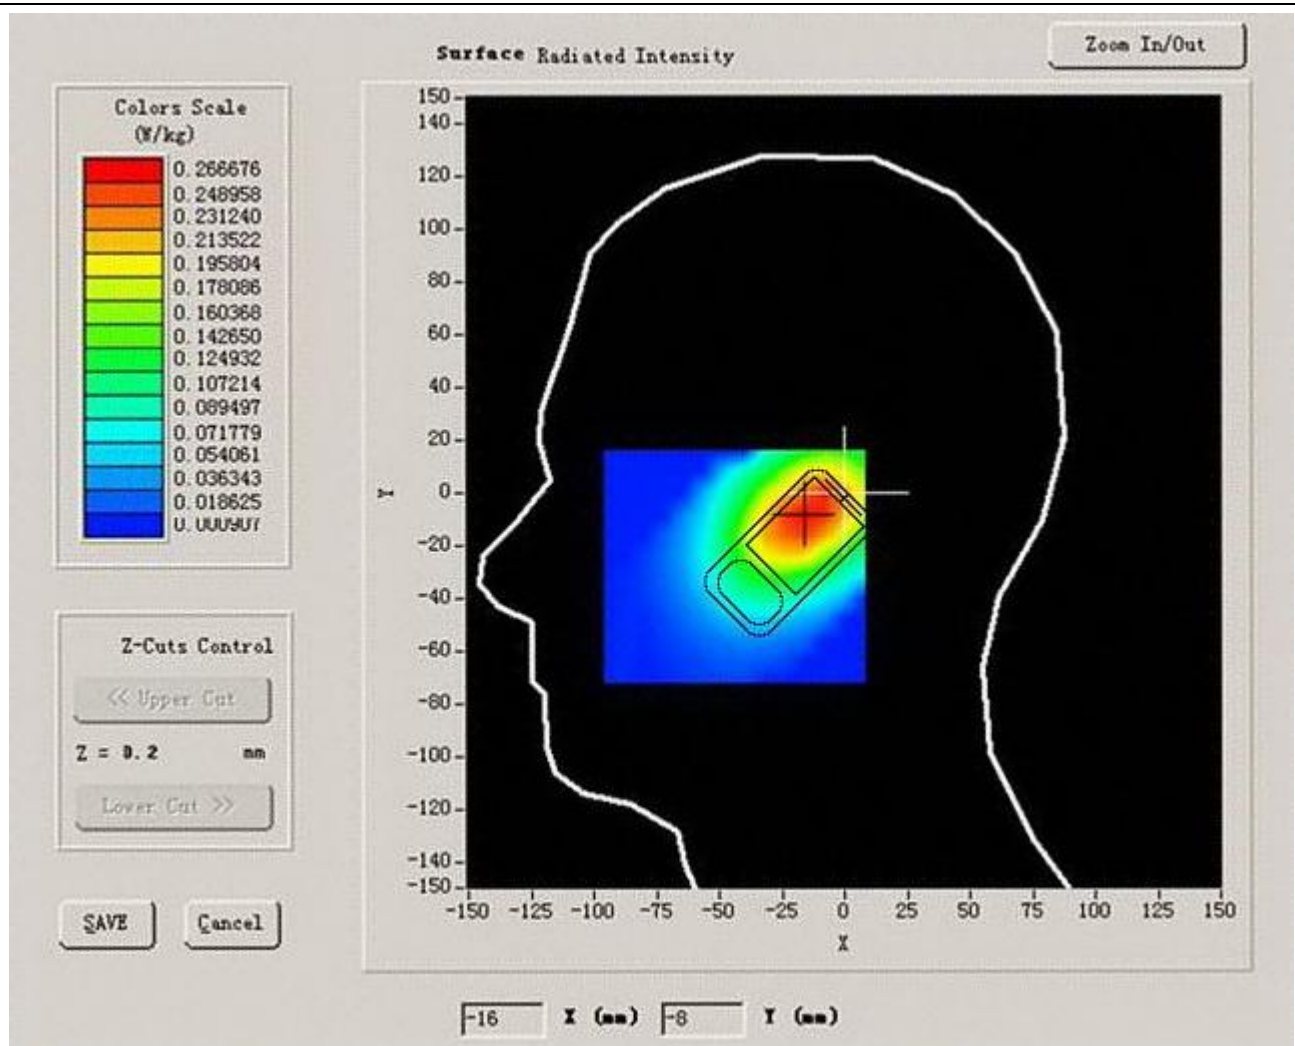 Surface Radiated Intensity
Zoom In/Out
Colors Scale
(W/kg)
0.266676
0.248958
0.231240
0.213522
0.195804
0.178086
0.160368
0.142650
0.124932
0.107214
0.089497
0.071779
0.054061
0.036343
0.018625
0.000907
150
140
120
100
80
60
40
20
0
-20
-40
-60
-80
-100
-120
-140
-150
Y
-150 -125 -100 -75 -50 -25 0 25 50 75 100 125 150
X
Z-Cuts Control
<< Upper Cut
Z = 0.2 mm
Lower Cut >>
SAVE
Cancel
-16 X (mm) -8 Y (mm)